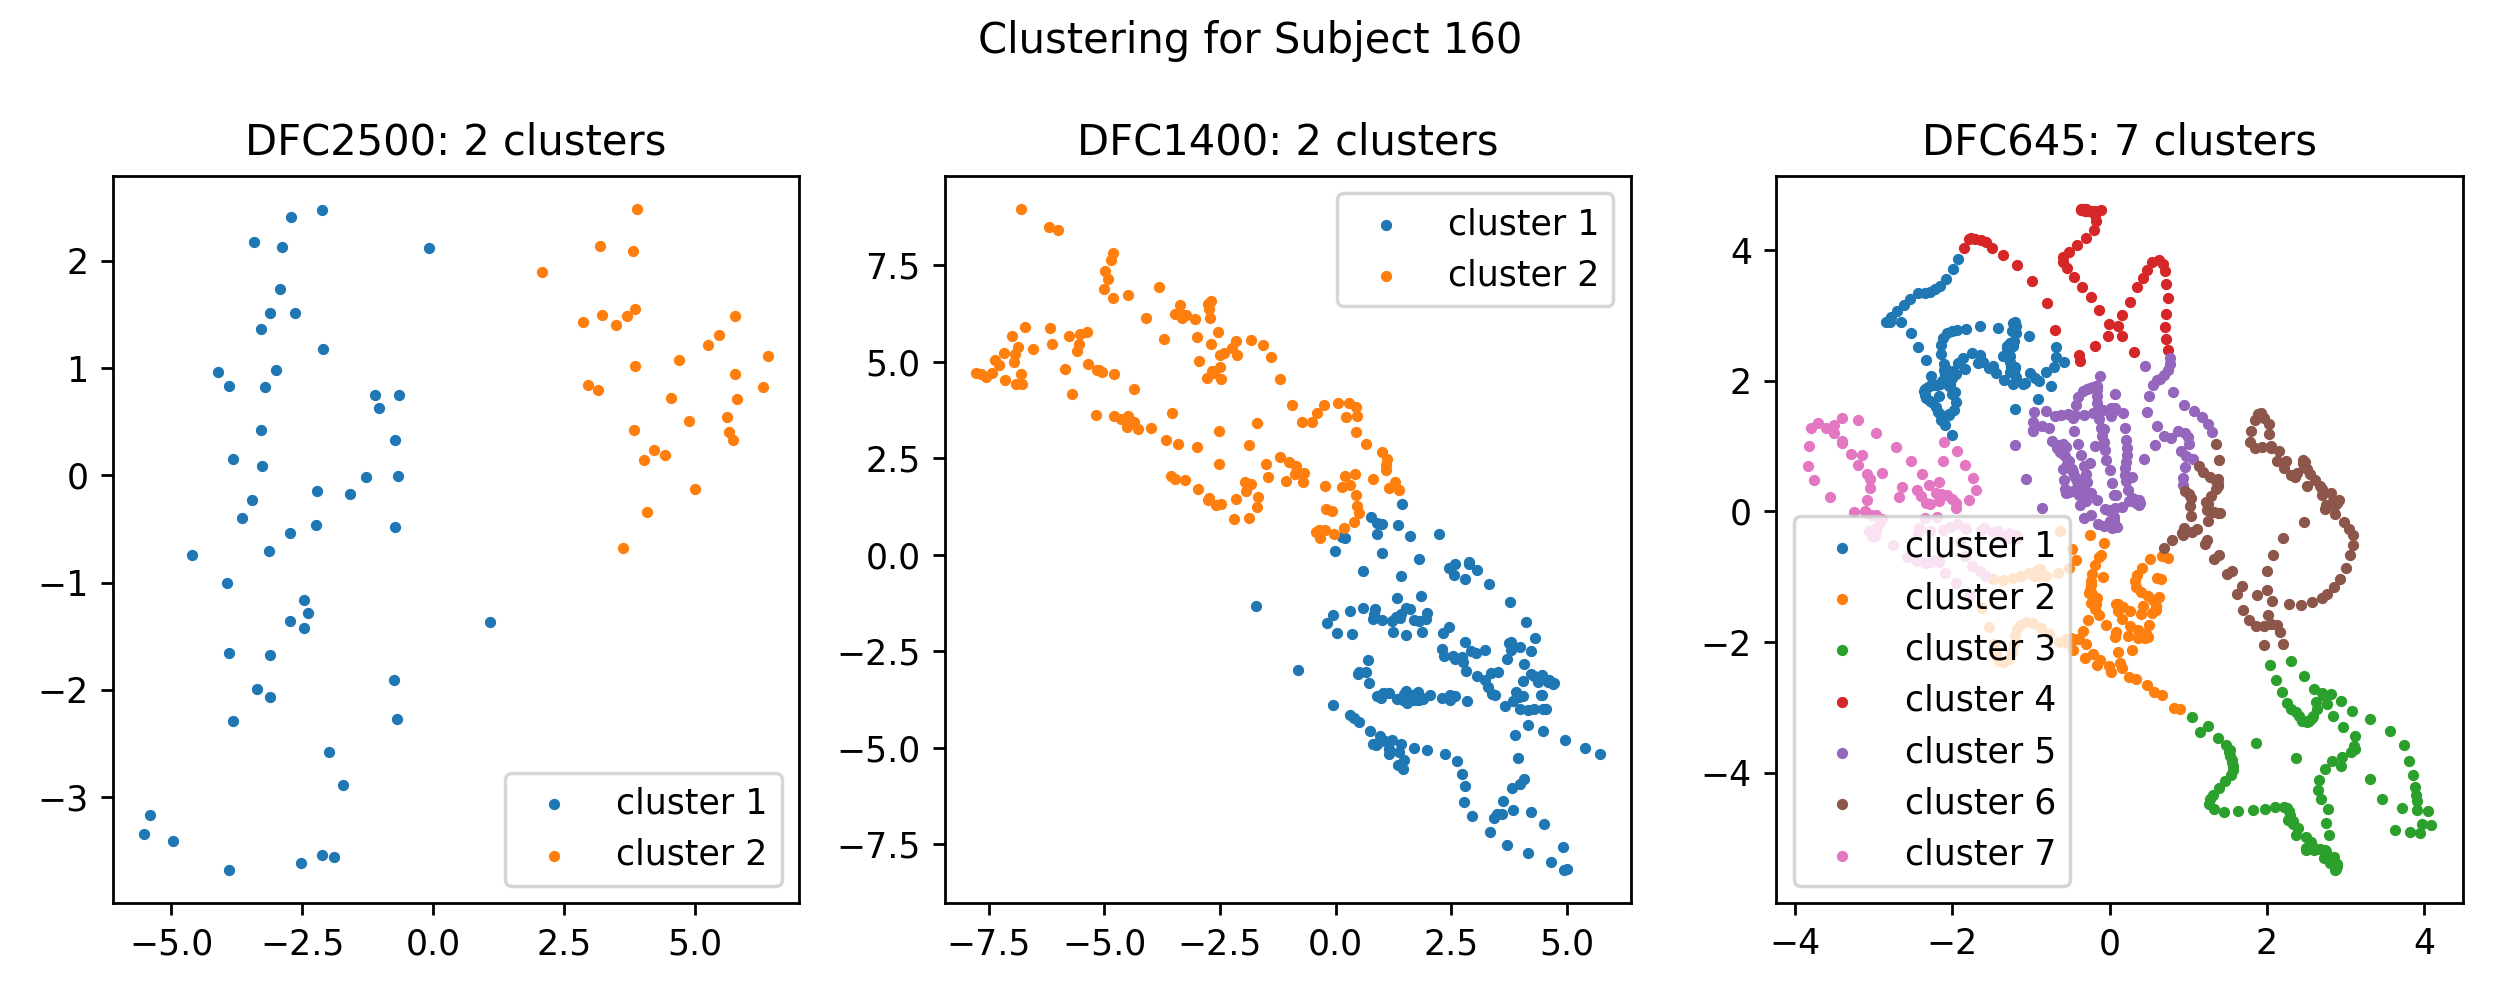 Clustering for Subject 160
DFC2500: 2 clusters
2
1
0
−1
−2
−3
−5.0 −2.5 0.0 2.5 5.0
cluster 1
cluster 2
DFC1400: 2 clusters
7.5
5.0
2.5
0.0
−2.5
−5.0
−7.5
−7.5 −5.0 −2.5 0.0 2.5 5.0
cluster 1
cluster 2
DFC645: 7 clusters
4
2
0
−2
−4
−4 −2 0 2 4
cluster 1
cluster 2
cluster 3
cluster 4
cluster 5
cluster 6
cluster 7